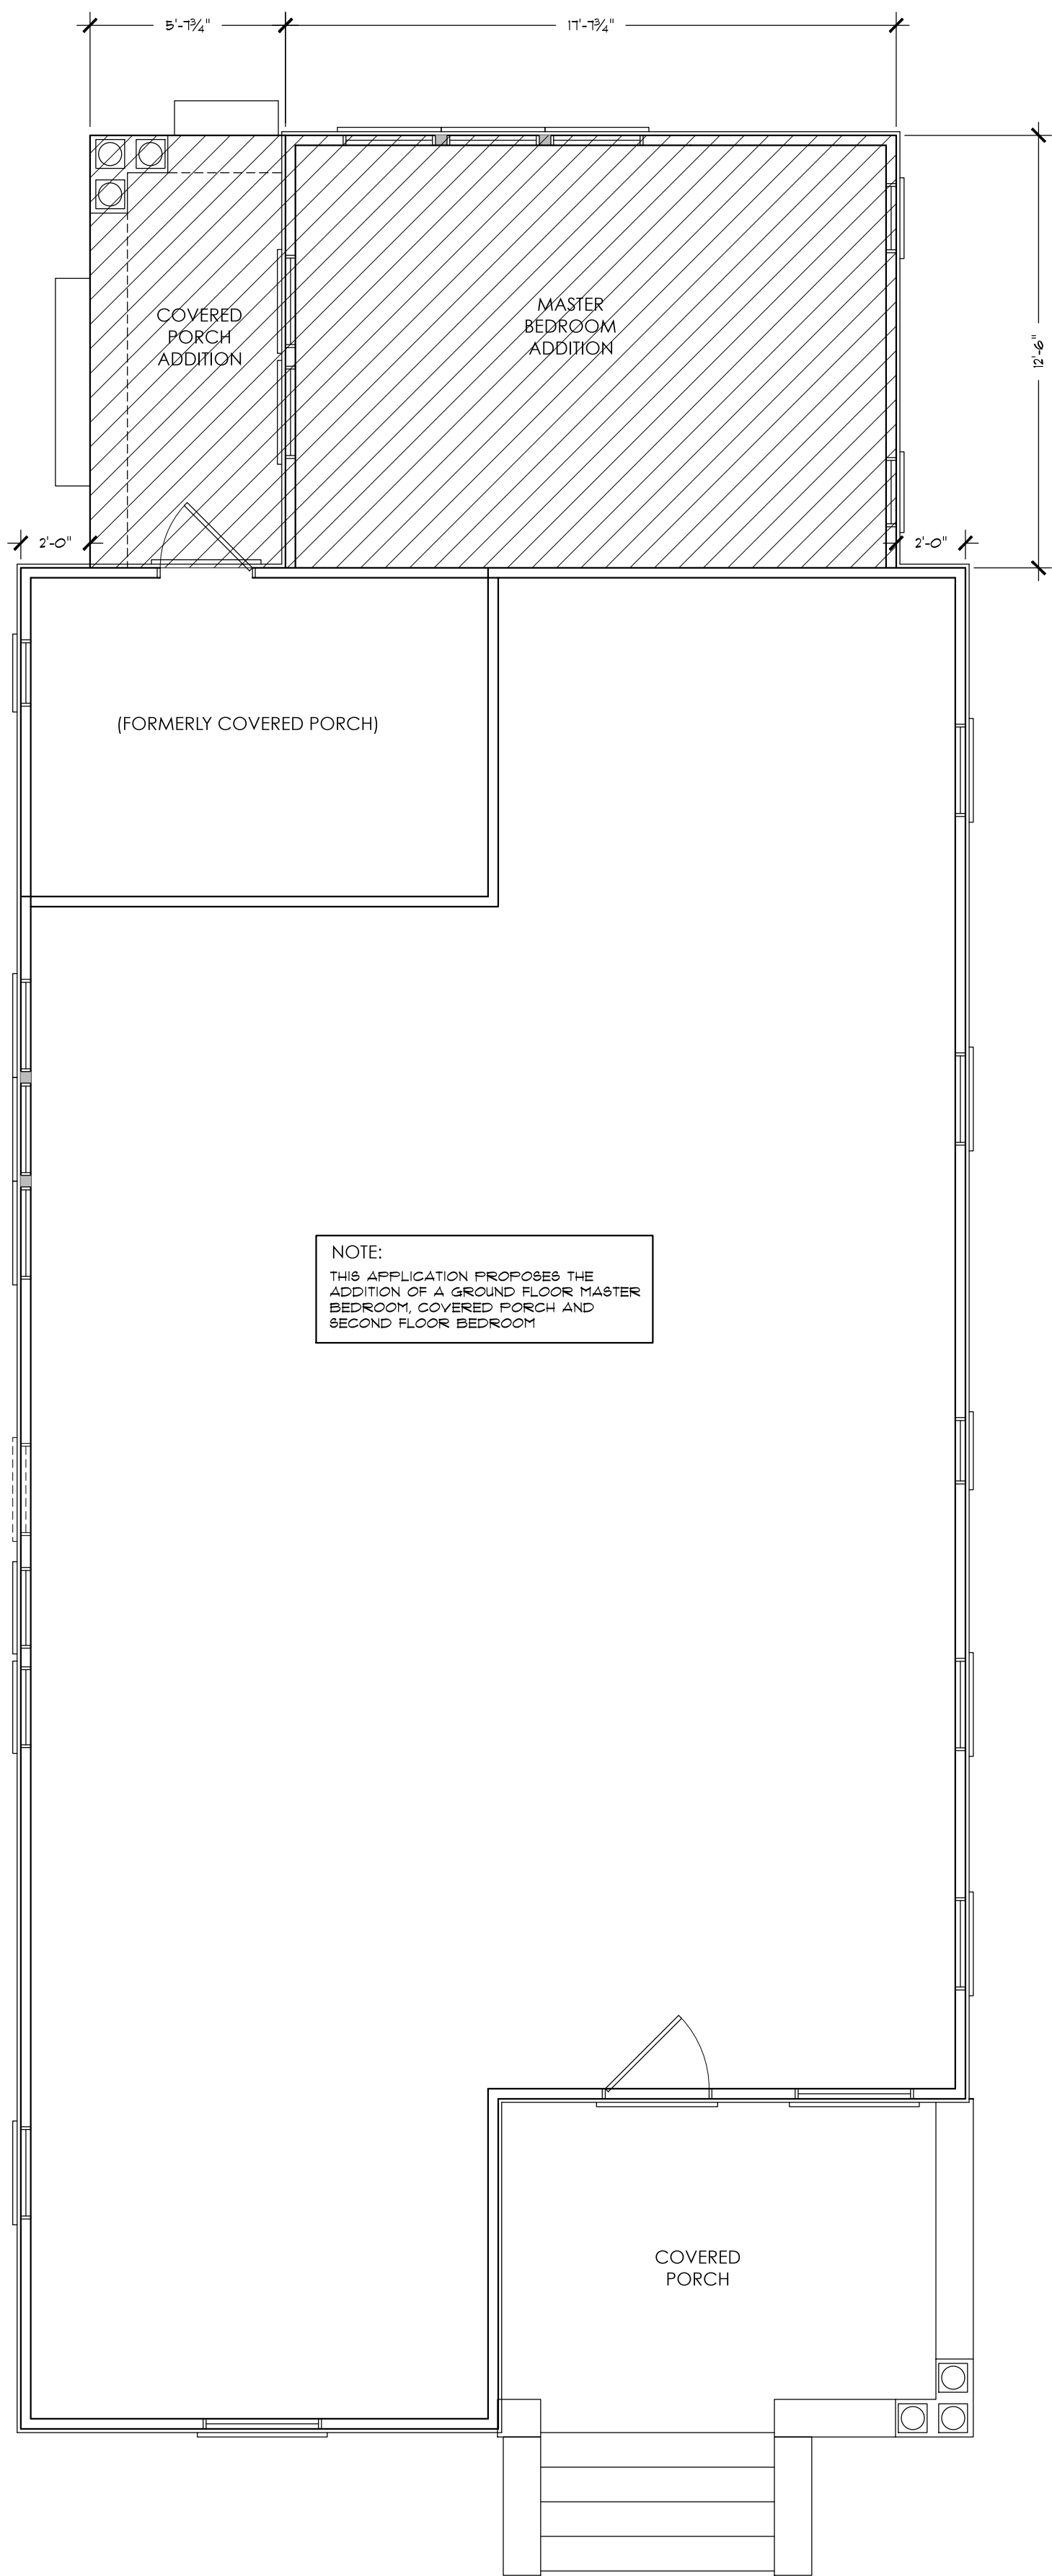 5'-7¾"
17'-7¾"
COVERED
PORCH
ADDITION
MASTER
BEDROOM
ADDITION
12'-6"
2'-0"
2'-0"
(FORMERLY COVERED PORCH)
NOTE:
THIS APPLICATION PROPOSES THE
ADDITION OF A GROUND FLOOR MASTER
BEDROOM, COVERED PORCH AND
SECOND FLOOR BEDROOM
COVERED
PORCH